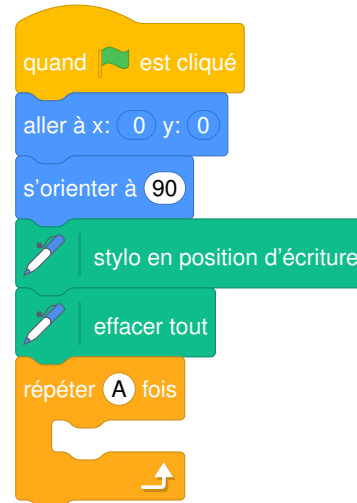 quand est cliqué
aller à x: 0 y: 0
s'orienter à 90
stylo en position d'écriture
effacer tout
répéter A fois